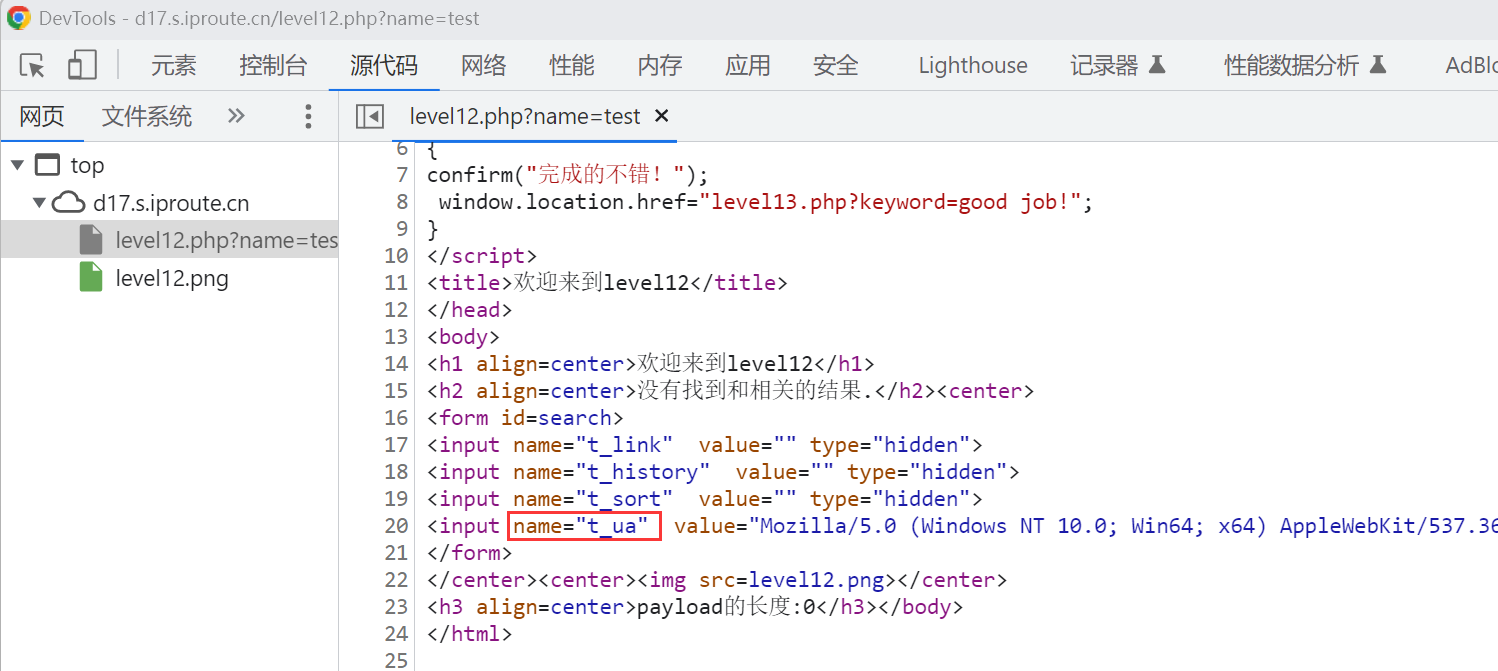 DevTools - d17.s.iproute.cn/level12.php?name=test
元素 控制台 源代码 网络 性能 内存 应用 安全 Lighthouse 记录器 性能数据分析 AdBlo
网页 文件系统 » level12.php?name=test ×
top
d17.s.iproute.cn
level12.php?name=tes
level12.png
6 {
7 confirm("完成的不错！");
8  window.location.href="level13.php?keyword=good job!";
9 }
10 </script>
11 <title>欢迎来到level12</title>
12 </head>
13 <body>
14 <h1 align=center>欢迎来到level12</h1>
15 <h2 align=center>没有找到和相关的结果.</h2><center>
16 <form id=search>
17 <input name="t_link"  value="" type="hidden">
18 <input name="t_history"  value="" type="hidden">
19 <input name="t_sort"  value="" type="hidden">
20 <input name="t_ua"  value="Mozilla/5.0 (Windows NT 10.0; Win64; x64) AppleWebKit/537.36
21 </form>
22 </center><center><img src=level12.png></center>
23 <h3 align=center>payload的长度:0</h3></body>
24 </html>
25